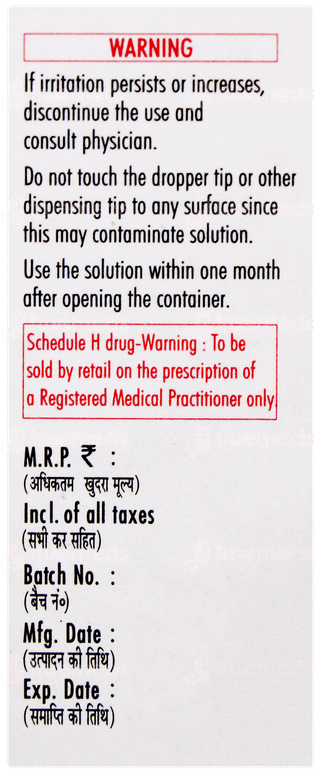 WARNING
If irritation persists or increases,
discontinue the use and
consult physician.
Do not touch the dropper tip or other
dispensing tip to any surface since
this may contaminate solution.
Use the solution within one month
after opening the container.
Schedule H drug-Warning : To be
sold by retail on the prescription of
a Registered Medical Practitioner only.
M.R.P. ₹ :
(अधिकतम खुदरा मूल्य)
Incl. of all taxes
(सभी कर सहित)
Batch No. :
(बैच नं०)
Mfg. Date :
(उत्पादन की तिथि)
Exp. Date :
(समाप्ति की तिथि)